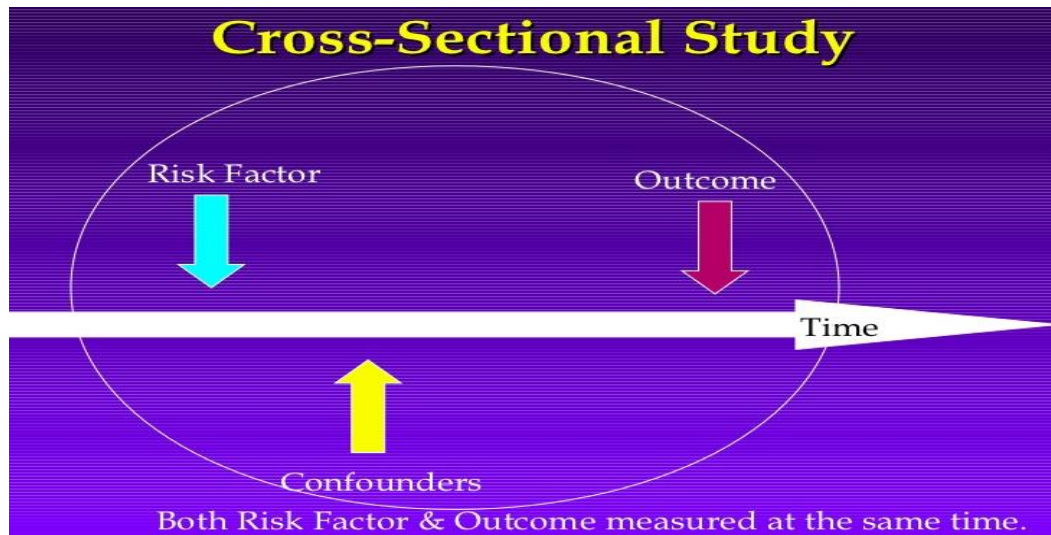 Cross-Sectional Study
Risk Factor
Outcome
Time
Confounders
Both Risk Factor & Outcome measured at the same time.